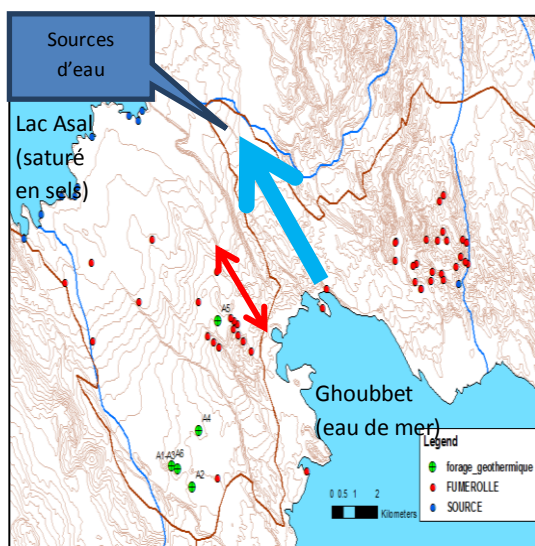 Sources
d'eau
Lac Asal
(saturé
en sels)
A5
Ghoubbet
(eau de mer)
A4
A1-A3
A6
A2
Legend
forage_geothermique
FUMEROLLE
SOURCE
0 0.5 1 2
Kilometers